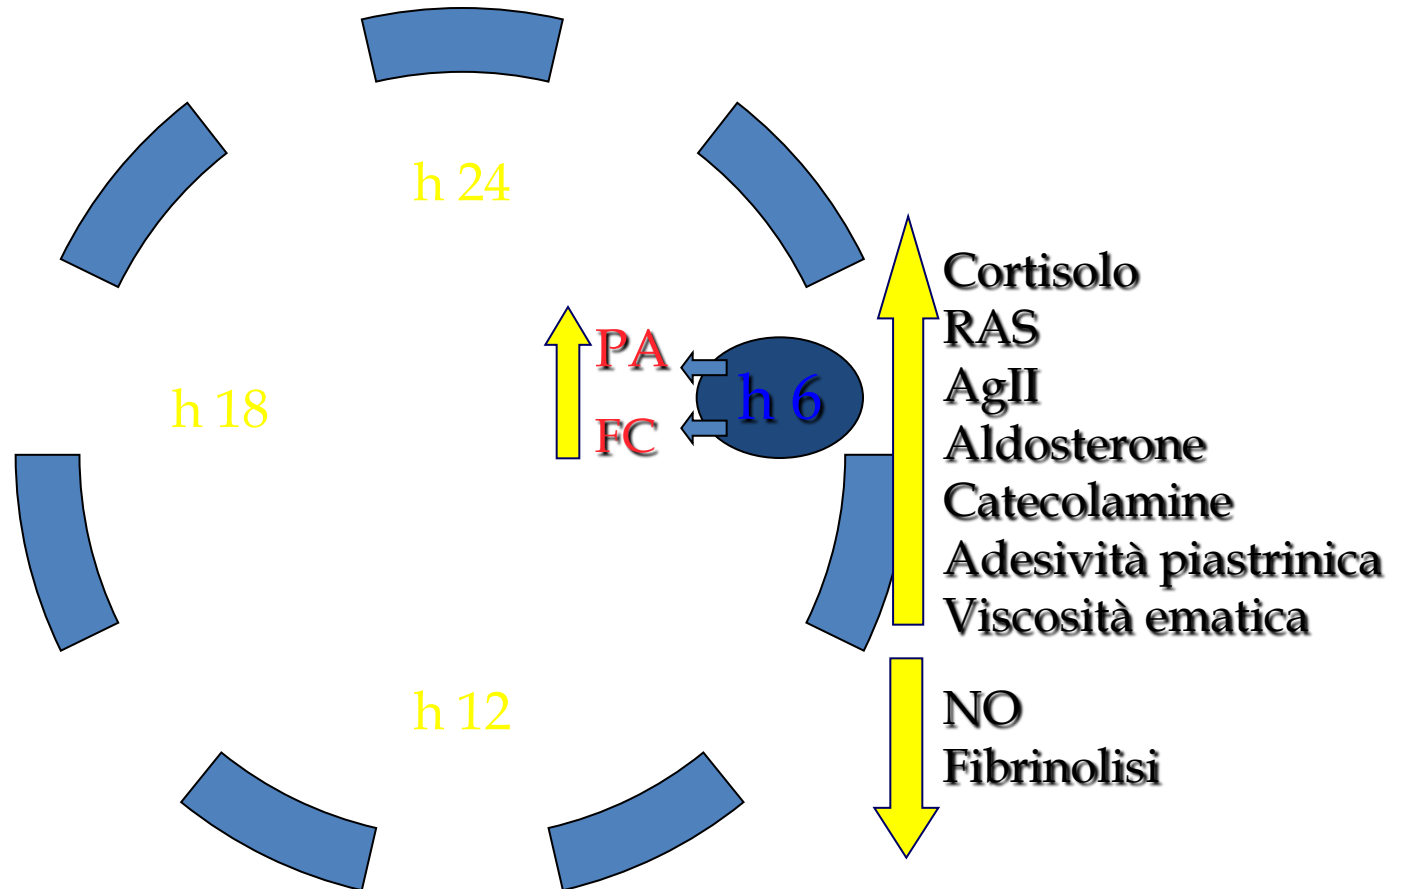 h 24
h 18
PA
FC
h 6
h 12
Cortisolo
RAS
AgII
Aldosterone
Catecolamine
Adesività piastrinica
Viscosità ematica
NO
Fibrinolisi